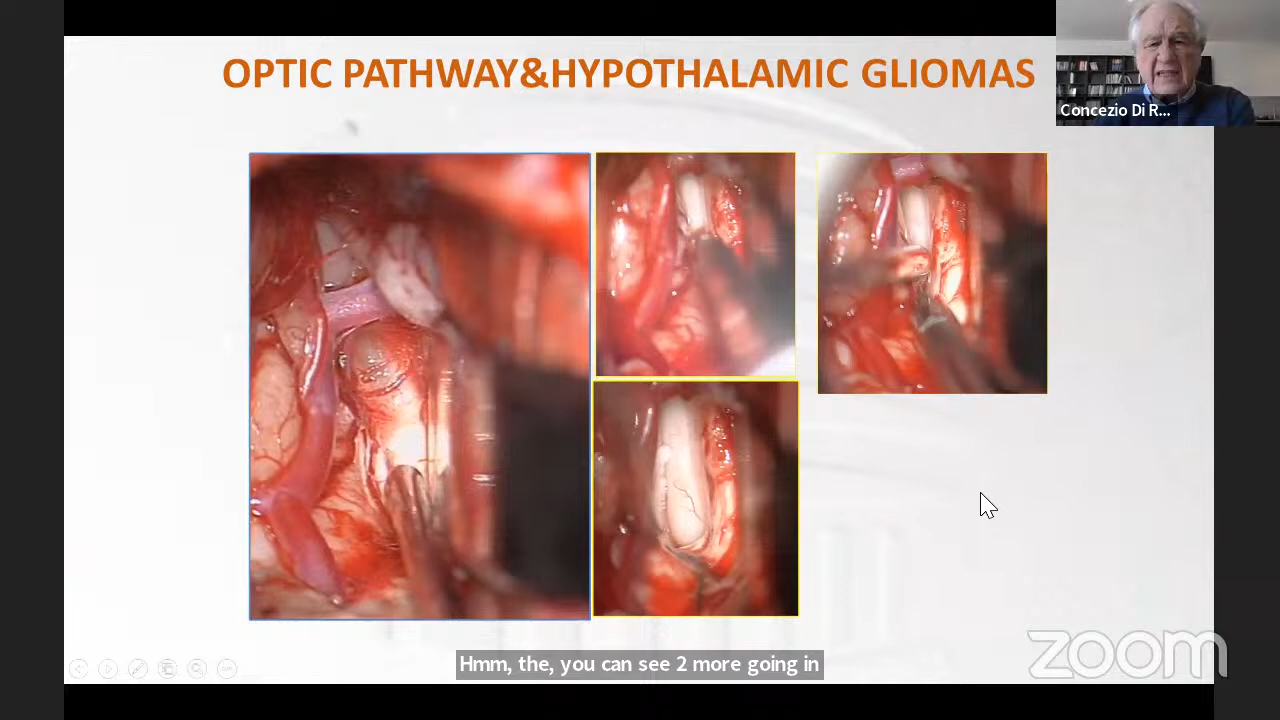 OPTIC PATHWAY&HYPOTHALAMIC GLIOMAS
Concezio Di R...
Hmm, the, you can see 2 more going in
zoom